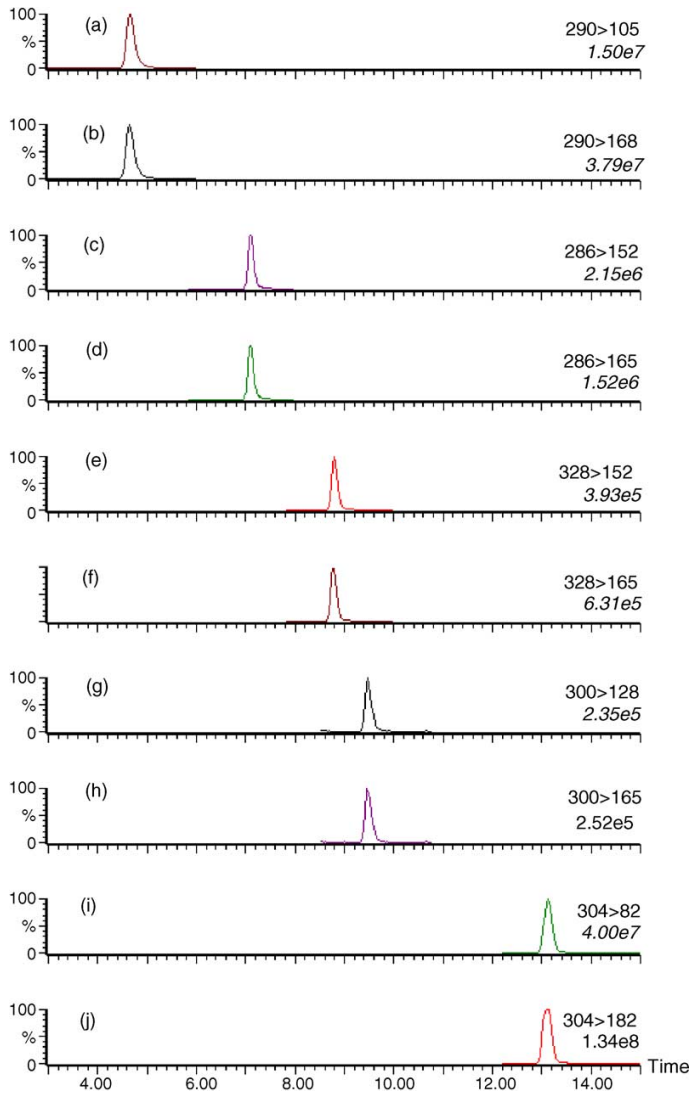 100 (a) 290>105
% 1.50e7
0
100 (b) 290>168
% 3.79e7
0
100 (c) 286>152
% 2.15e6
0
100 (d) 286>165
% 1.52e6
0
100 (e) 328>152
% 3.93e5
0
(f) 328>165
6.31e5
100 (g) 300>128
% 2.35e5
0
100 (h) 300>165
% 2.52e5
0
100 (i) 304>82
% 4.00e7
0
100 (j) 304>182
% 1.34e8
0 Time
4.00 6.00 8.00 10.00 12.00 14.00